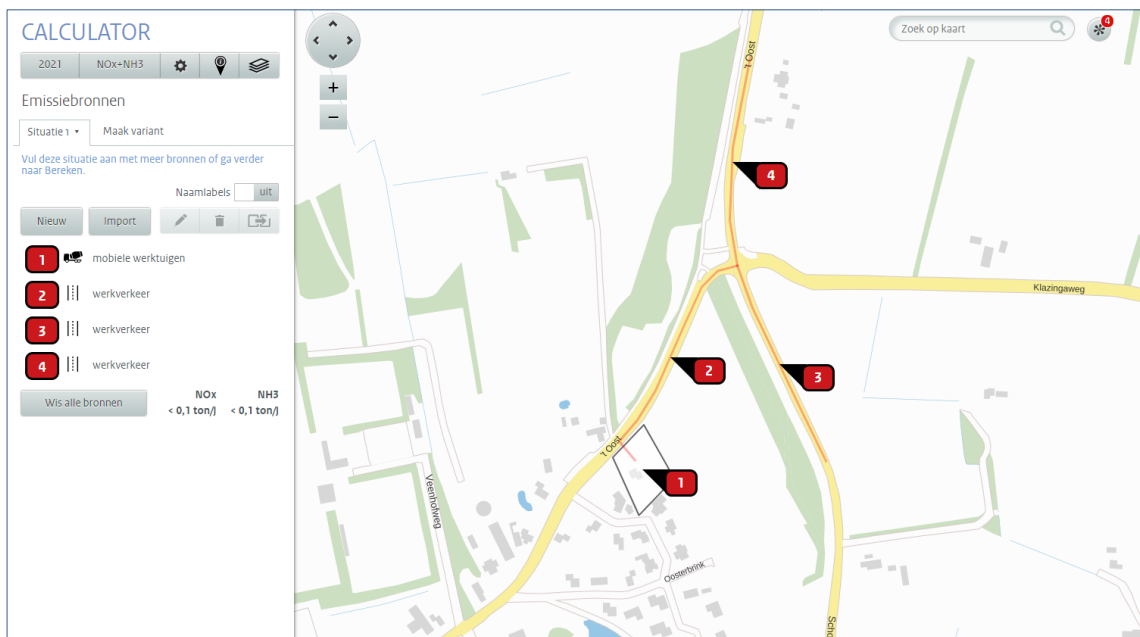 CALCULATOR
2021
NOx+NH3
Emissiebronnen
Situatie 1
Maak variant
Vul deze situatie aan met meer bronnen of ga verder
naar Bereken.
Naamlabels
uit
Nieuw
Import
1 mobiele werktuigen
2 werkverkeer
3 werkverkeer
4 werkverkeer
Wis alle bronnen
NOx
NH3
< 0,1 ton/j
< 0,1 ton/j
Zoek op kaart
4
't Oost
4
Klazingaweg
2
3
't Oost
1
Veenhofweg
Oosterbrink